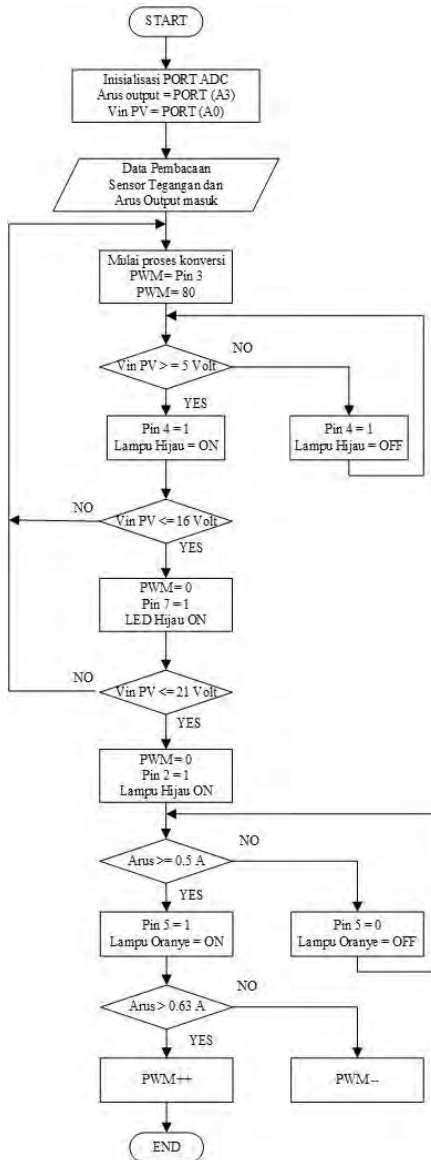 START
Inisialisasi PORT ADC
Arus output = PORT (A3)
Vin PV = PORT (A0)
Data Pembacaan
Sensor Tegangan dan
Arus Output masuk
Mulai proses konversi
PWM= Pin 3
PWM= 80
Vin PV >= 5 Volt
NO
YES
Pin 4 = 1
Lampu Hijau = ON
Pin 4 = 1
Lampu Hijau = OFF
NO
Vin PV <=16 Volt
YES
PWM= 0
Pin 7 = 1
LED Hijau ON
NO
Vin PV <=21 Volt
YES
PWM= 0
Pin 2 = 1
Lampu Hijau ON
Arus >= 0.5 A
NO
YES
Pin 5 = 1
Lampu Oranye = ON
Pin 5 = 0
Lampu Oranye = OFF
Arus > 0.63 A
NO
YES
PWM++
PWM--
END